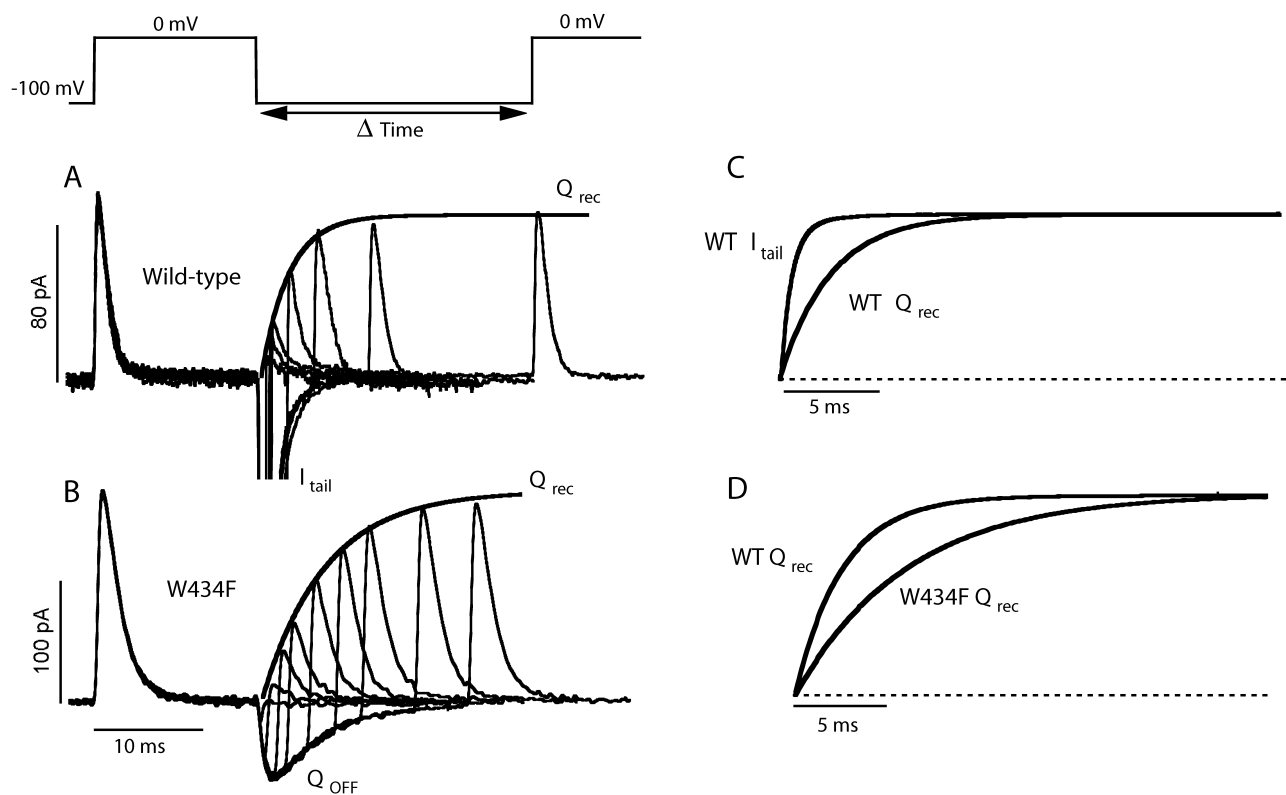 0 mV
0 mV
-100 mV
Δ Time
A
Q rec
Wild-type
80 pA
I tail
B
Q rec
W434F
100 pA
10 ms
Q OFF
C
WT I tail
WT Q rec
5 ms
D
WT Q rec
W434F Q rec
5 ms